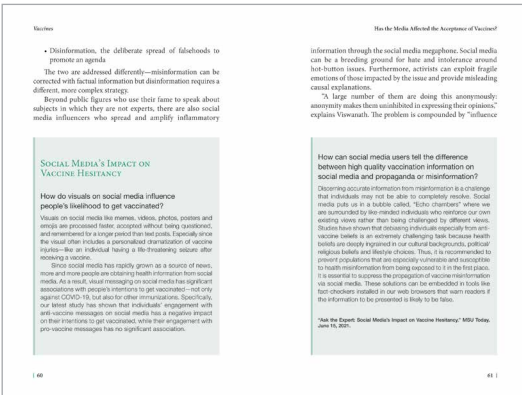 Vaccines
• Disinformation, the deliberate spread of falsehoods to
promote an agenda
The two are addressed differently—misinformation can be
corrected with factual information but disinformation requires a
different, more complex strategy.
Beyond public figures who use their fame to speak about
subjects in which they are not experts, there are also social
media influencers who spread and amplify inflammatory
Social Media's Impact on
Vaccine Hesitancy
How do visuals on social media influence
people's likelihood to get vaccinated?
Visuals on social media like memes, videos, photos, posters and
emojis are processed faster, accepted without being questioned,
and remembered for a longer period than text posts. Especially since
the visual often includes a personalized dramatization of vaccine
injuries—like an individual having a life-threatening seizure after
receiving a vaccine.
Since social media has rapidly grown as a source of news,
more and more people are obtaining health information from social
media. As a result, visual messaging on social media has significant
associations with people's intentions to get vaccinated—not only
against COVID-19, but also for other immunizations. Specifically,
our latest study has shown that individuals' engagement with
anti-vaccine messages on social media has a negative impact
on their intentions to get vaccinated, while their engagement with
pro-vaccine messages has no significant association.
| 60
Has the Media Affected the Acceptance of Vaccines?
information through the social media megaphone. Social media
can be a breeding ground for hate and intolerance around
hot-button issues. Furthermore, activists can exploit fragile
emotions of those impacted by the issue and provide misleading
causal explanations.
"A large number of them are doing this anonymously:
anonymity makes them uninhibited in expressing their opinions,"
explains Viswanath. The problem is compounded by "influence
How can social media users tell the difference
between high quality vaccination information on
social media and propaganda or misinformation?
Discerning accurate information from misinformation is a challenge
that individuals may not be able to completely resolve. Social
media puts us in a bubble called, "Echo chambers" where we
are surrounded by like-minded individuals who reinforce our own
existing views rather than being challenged by different views.
Studies have shown that debiasing individuals especially from anti-
vaccine beliefs is an extremely challenging task because health
beliefs are deeply ingrained in our cultural backgrounds, political/
religious beliefs and lifestyle choices. Thus, it is recommended to
prevent populations that are especially vulnerable and susceptible
to health misinformation from being exposed to it in the first place.
It is essential to suppress the propagation of vaccine misinformation
via social media. These solutions can be embedded in tools like
fact-checkers installed in our web browsers that warn readers if
the information to be presented is likely to be false.
"Ask the Expert: Social Media's Impact on Vaccine Hesitancy," MSU Today,
June 15, 2021.
61 |